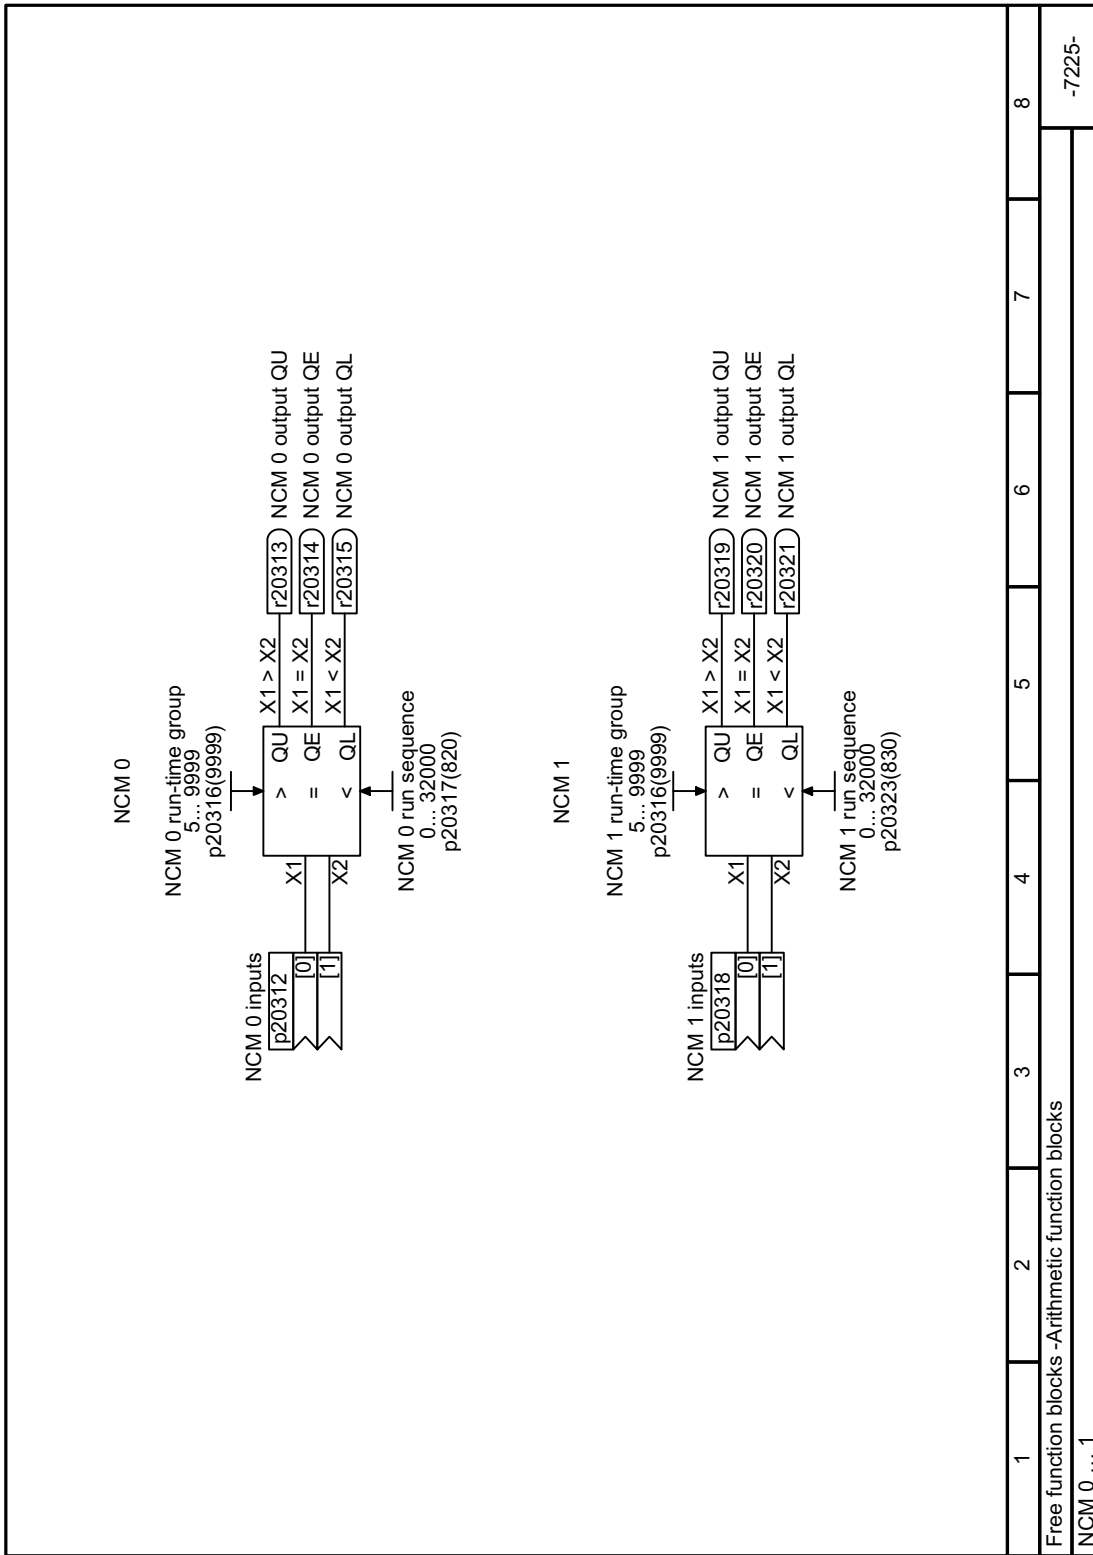 NCM 0
NCM 0 run-time group
5... 9999
p20316(9999)
NCM 0 inputs
p20312
[0]
[1]
X1
X2
> QU
= QE
< QL
X1 > X2
X1 = X2
X1 < X2
r20313 NCM 0 output QU
r20314 NCM 0 output QE
r20315 NCM 0 output QL
NCM 0 run sequence
0... 32000
p20317(820)
NCM 1
NCM 1 run-time group
5... 9999
p20316(9999)
NCM 1 inputs
p20318
[0]
[1]
X1
X2
> QU
= QE
< QL
X1 > X2
X1 = X2
X1 < X2
r20319 NCM 1 output QU
r20320 NCM 1 output QE
r20321 NCM 1 output QL
NCM 1 run sequence
0... 32000
p20323(830)
1 2 3 4 5 6 7 8
Free function blocks -Arithmetic function blocks
-7225-
NCM 0 ... 1